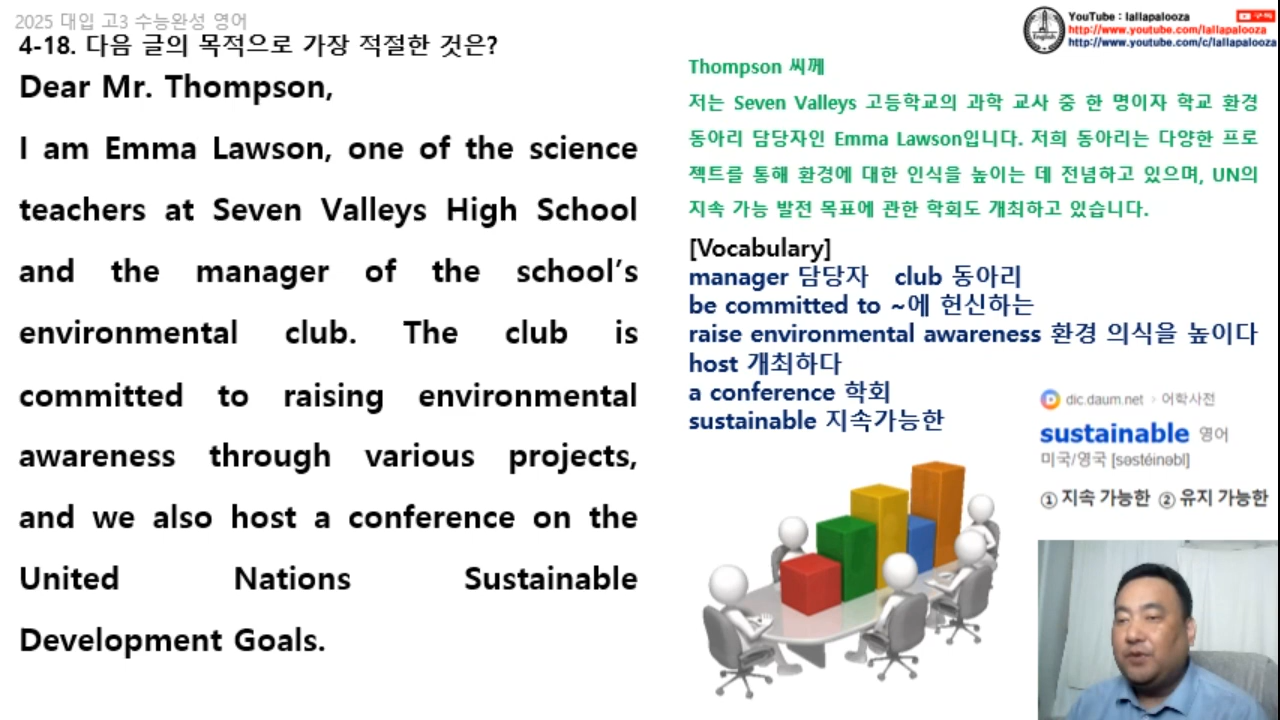 2025 대입 고3 수능완성 영어
4-18. 다음 글의 목적으로 가장 적절한 것은?
Dear Mr. Thompson,
I am Emma Lawson, one of the science
teachers at Seven Valleys High School
and the manager of the school’s
environmental club. The club is
committed to raising environmental
awareness through various projects,
and we also host a conference on the
United Nations Sustainable
Development Goals.
English
YouTube : lallapalooza
http://www.youtube.com/lallapalooza
http://www.youtube.com/c/lallapalooza
Thompson 씨께
저는 Seven Valleys 고등학교의 과학 교사 중 한 명이자 학교 환경
동아리 담당자인 Emma Lawson입니다. 저희 동아리는 다양한 프로
젝트를 통해 환경에 대한 인식을 높이는 데 전념하고 있으며, UN의
지속 가능 발전 목표에 관한 학회도 개최하고 있습니다.
[Vocabulary]
manager 담당자 club 동아리
be committed to ~에 헌신하는
raise environmental awareness 환경 의식을 높이다
host 개최하다
a conference 학회
sustainable 지속가능한
dic.daum.net › 어학사전
sustainable 영어
미국/영국 [səstéinəbl]
① 지속 가능한 ② 유지 가능한